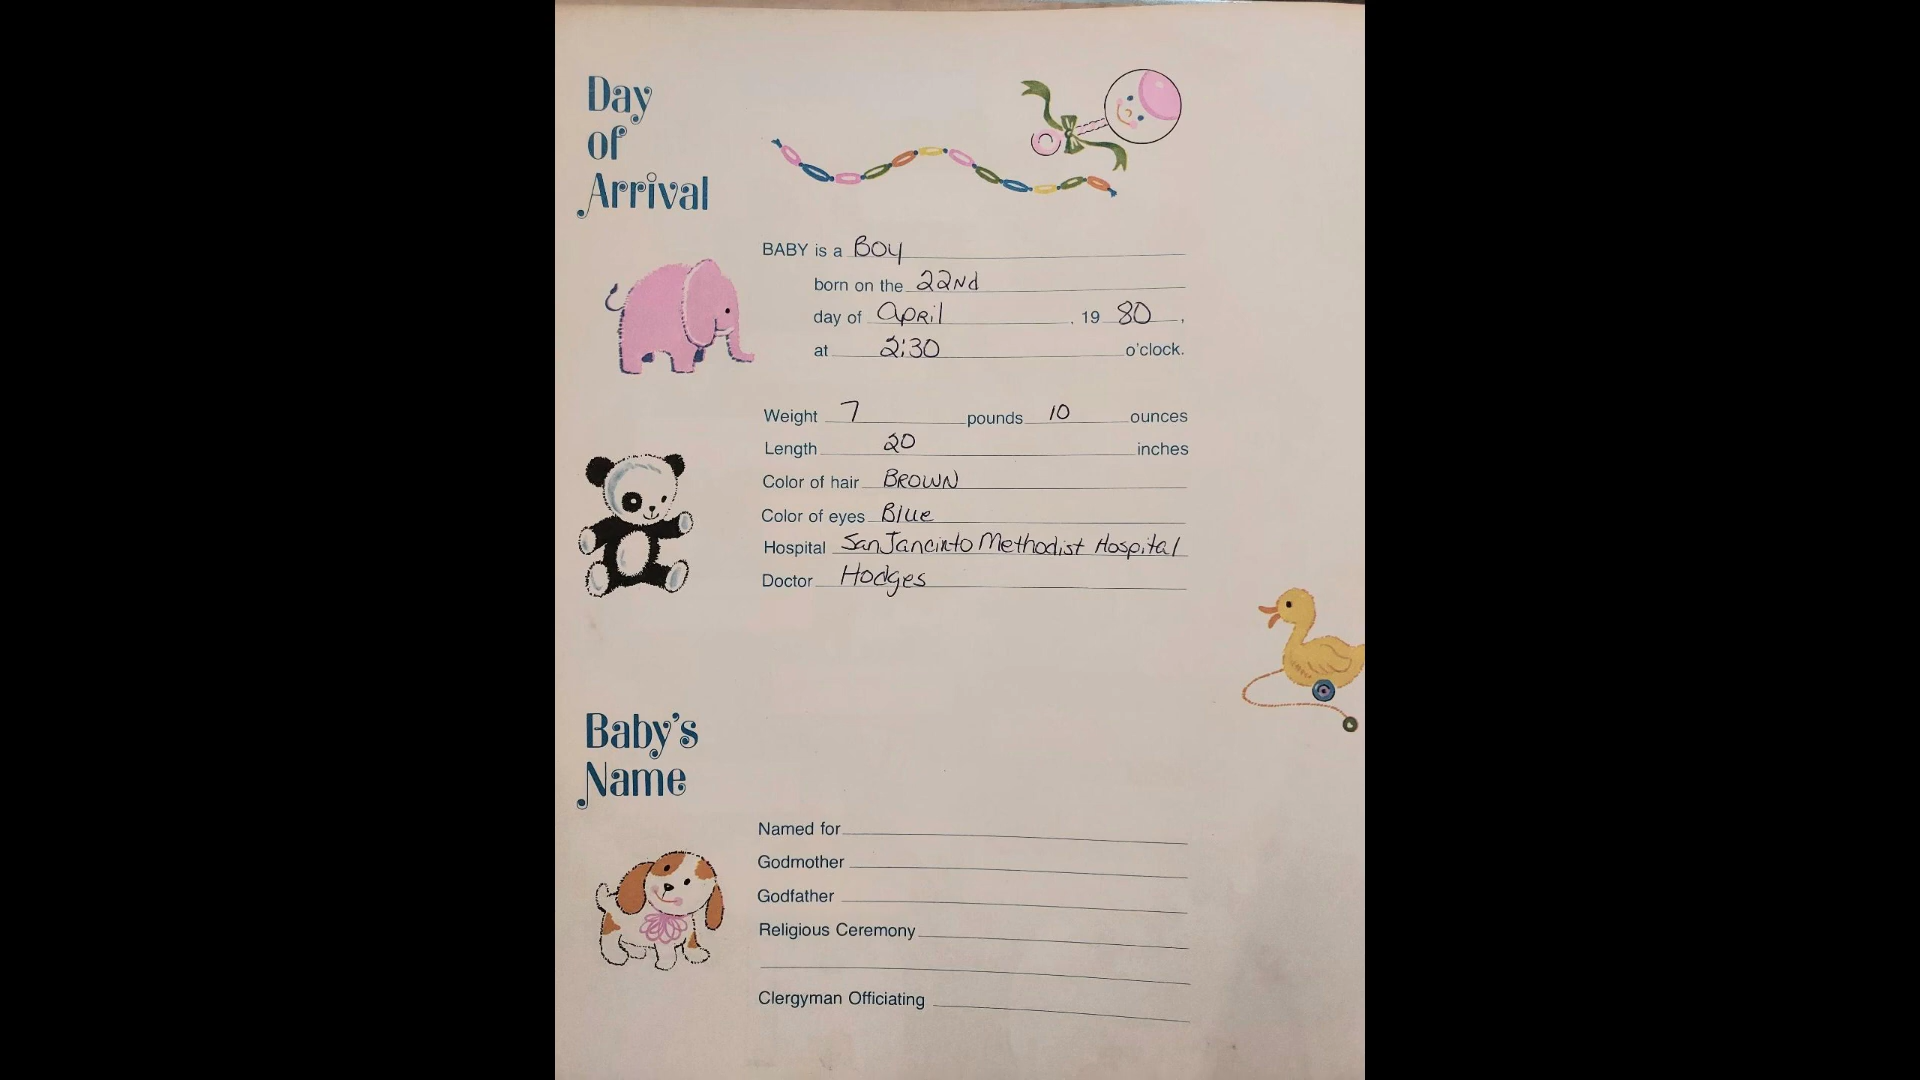 Day
of
Arrival
BABY is a Boy
born on the 22Nd
day of April, 19 80,
at 2:30 o'clock.
Weight 7 pounds 10 ounces
Length 20 inches
Color of hair BROWN
Color of eyes Blue
Hospital San Jancinto Methodist Hospital
Doctor Hodges
Baby's
Name
Named for
Godmother
Godfather
Religious Ceremony
Clergyman Officiating